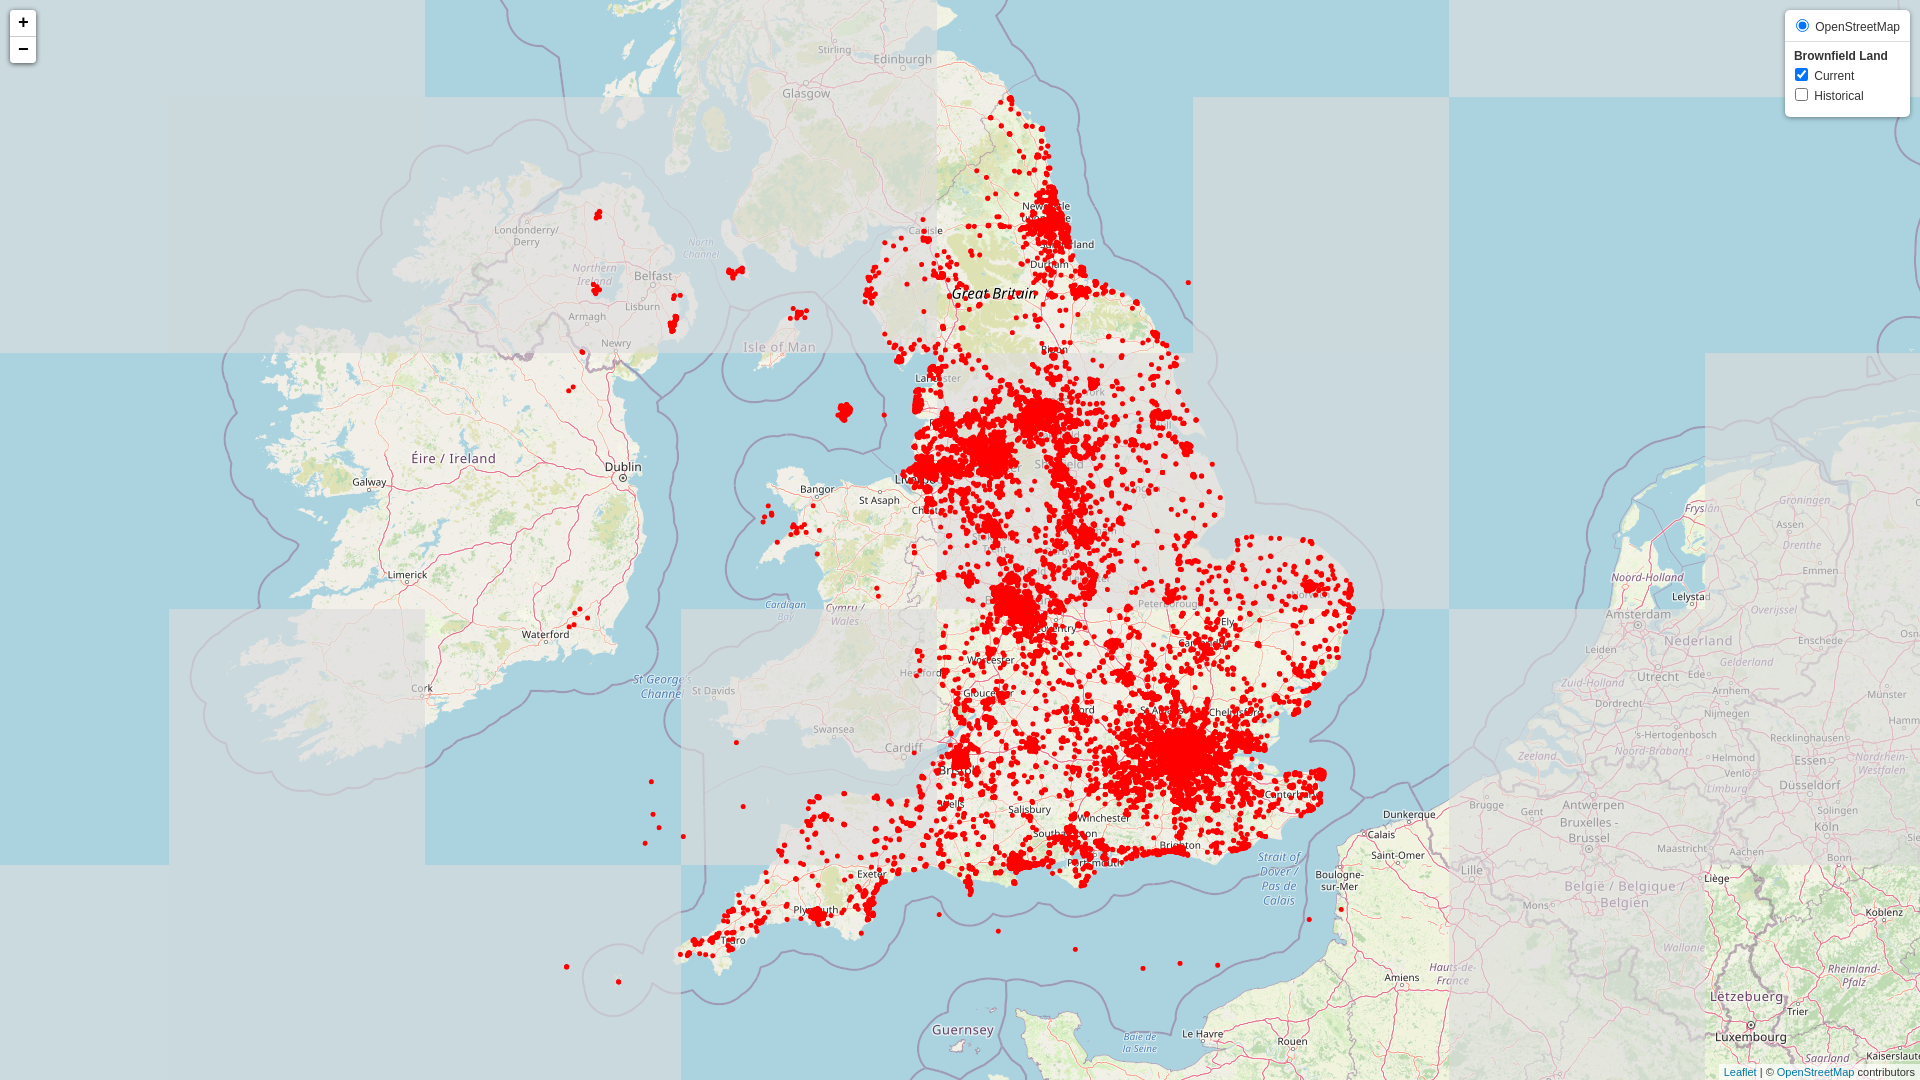 +
−
OpenStreetMap
Brownfield Land
Current
Historical
Stirling
Edinburgh
Glasgow
Londonderry/
Derry
Northern
Ireland
Belfast
Lisburn
Armagh
Newry
North
Channel
Isle of Man
Carlisle
Durham
Great Britain
Ripon
Lancaster
Éire / Ireland
Galway
Dublin
Limerick
Waterford
Cork
Bangor
St Asaph
Cardigan
Bay
Cymru /
Wales
St George's
Channel
St Davids
Swansea
Cardiff
Hereford
Worcester
Gloucester
Peterborough
Ely
Chelmsford
Bristol
Wells
Salisbury
Winchester
Southampton
Portsmouth
Brighton
Canterbury
Exeter
Plymouth
Truro
Strait of
Dover /
Pas de
Calais
Dunkerque
Calais
Saint-Omer
Boulogne-
sur-Mer
Lille
Amiens
Hauts-de-
France
Guernsey
Le Havre
Baie de
la Seine
Rouen
Fryslân
Groningen
Assen
Drenthe
Emmen
Noord-Holland
Lelystad
Amsterdam
Overijssel
Nederland
Enschede
Leiden
Gelderland
Utrecht
Ede
Zuid-Holland
Arnhem
Münster
Dordrecht
Nijmegen
's-Hertogenbosch
Noord-Brabant
Zeeland
Helmond
Recklinghausen
Essen
Venlo
Limburg
Düsseldorf
Nordrhein-
Westfalen
Brugge
Gent
Antwerpen
Bruxelles -
Brussel
Solingen
Köln
Maastricht
Aachen
Bonn
België / Belgique /
Belgien
Liège
Mons
Wallonie
Koblenz
Rheinland-
Pfalz
Lëtzebuerg
Trier
Luxembourg
Saarland
Leaflet | © OpenStreetMap contributors